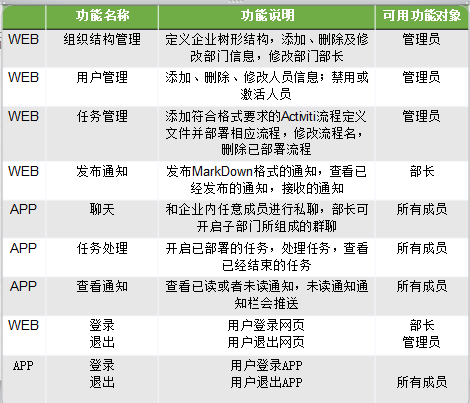 功能名称 功能说明 可用功能对象
WEB 组织结构管理 定义企业树形结构，添加、删除及修
改部门信息，修改部门部长 管理员
WEB 用户管理 添加、删除、修改人员信息；禁用或
激活人员 管理员
WEB 任务管理 添加符合格式要求的Activiti流程定义
文件并部署相应流程，修改流程名，
删除已部署流程 管理员
WEB 发布通知 发布MarkDown格式的通知，查看已
经发布的通知，接收的通知 部长
APP 聊天 和企业内任意成员进行私聊，部长可
开启子部门所组成的群聊 所有成员
APP 任务处理 开启已部署的任务，处理任务，查看
已经结束的任务 所有成员
APP 查看通知 查看已读或者未读通知，未读通知通
知栏会推送 所有成员
WEB 登录 用户登录网页 部长
退出 用户退出网页 管理员
APP 登录 用户登录APP
退出 用户退出APP 所有成员